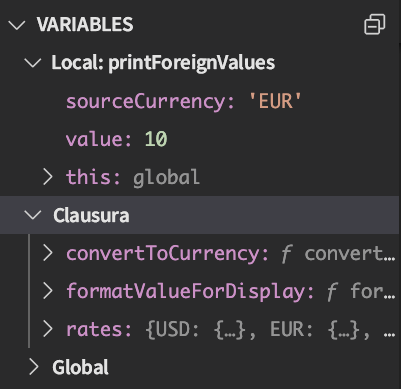 VARIABLES
Local: printForeignValues
sourceCurrency: 'EUR'
value: 10
this: global
Clausura
convertToCurrency: ƒ convert…
formatValueForDisplay: ƒ for…
rates: {USD: {…}, EUR: {…}, …
Global